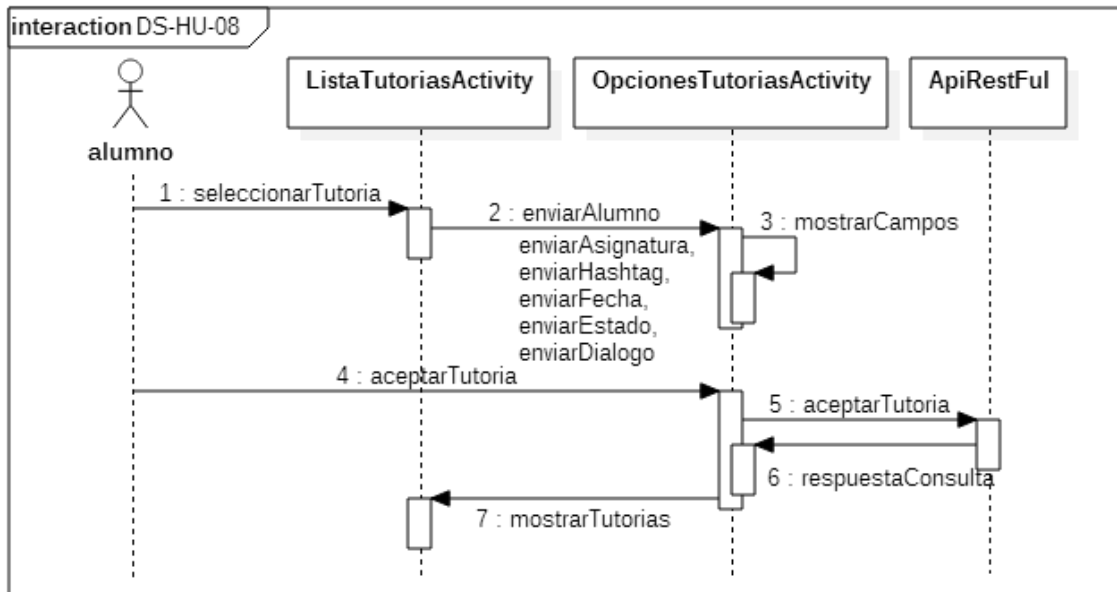 interaction DS-HU-08
alumno
ListaTutoriasActivity
OpcionesTutoriasActivity
ApiRestFul
1 : seleccionarTutoria
2 : enviarAlumno
enviarAsignatura,
enviarHashtag,
enviarFecha,
enviarEstado,
enviarDialogo
3 : mostrarCampos
4 : aceptarTutoria
5 : aceptarTutoria
6 : respuestaConsulta
7 : mostrarTutorias